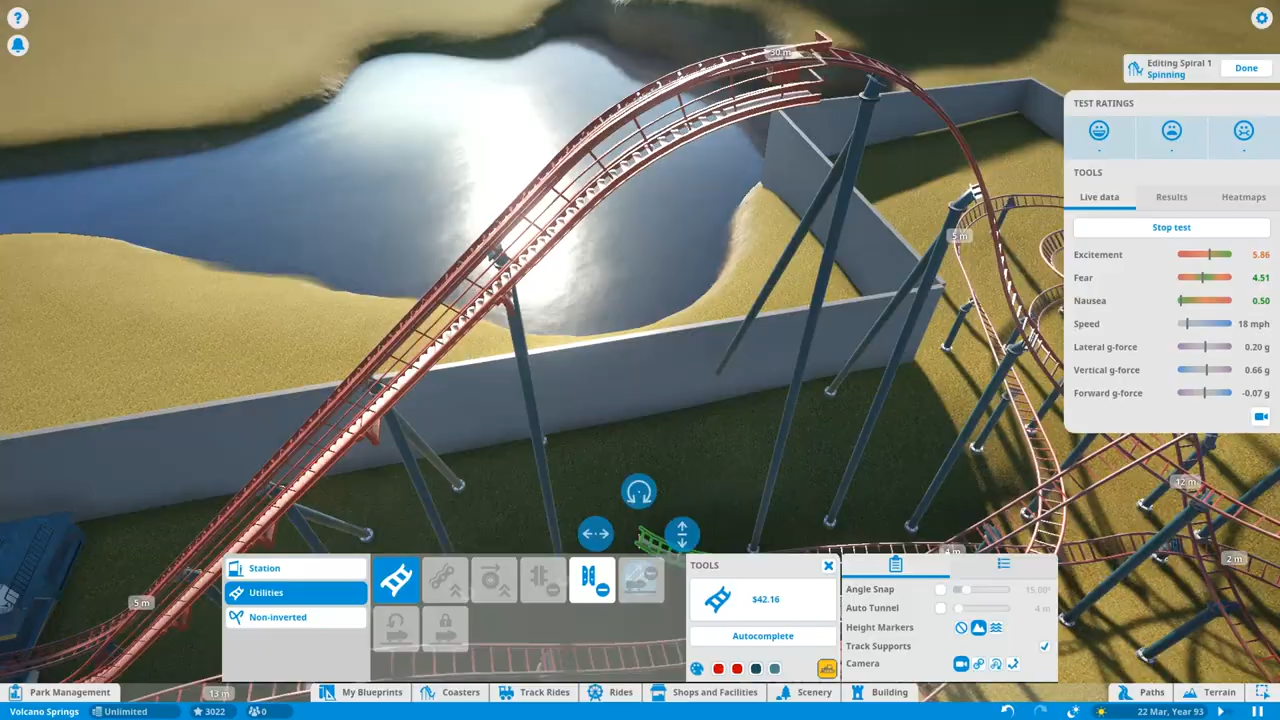 ?
30 m
Editing Spiral 1
Spinning
Done
TEST RATINGS
-
-
-
TOOLS
Live data
Results
Heatmaps
Stop test
Excitement
5.86
Fear
4.51
Nausea
0.50
Speed
18 mph
Lateral g-force
0.20 g
Vertical g-force
0.66 g
Forward g-force
-0.07 g
5 m
12 m
4 m
2 m
5 m
13 m
Station
Utilities
Non-inverted
TOOLS
$42.16
Autocomplete
Angle Snap
15.00°
Auto Tunnel
4 m
Height Markers
Track Supports
Camera
Park Management
My Blueprints
Coasters
Track Rides
Rides
Shops and Facilities
Scenery
Building
Paths
Terrain
Volcano Springs
Unlimited
3022
0
22 Mar, Year 93